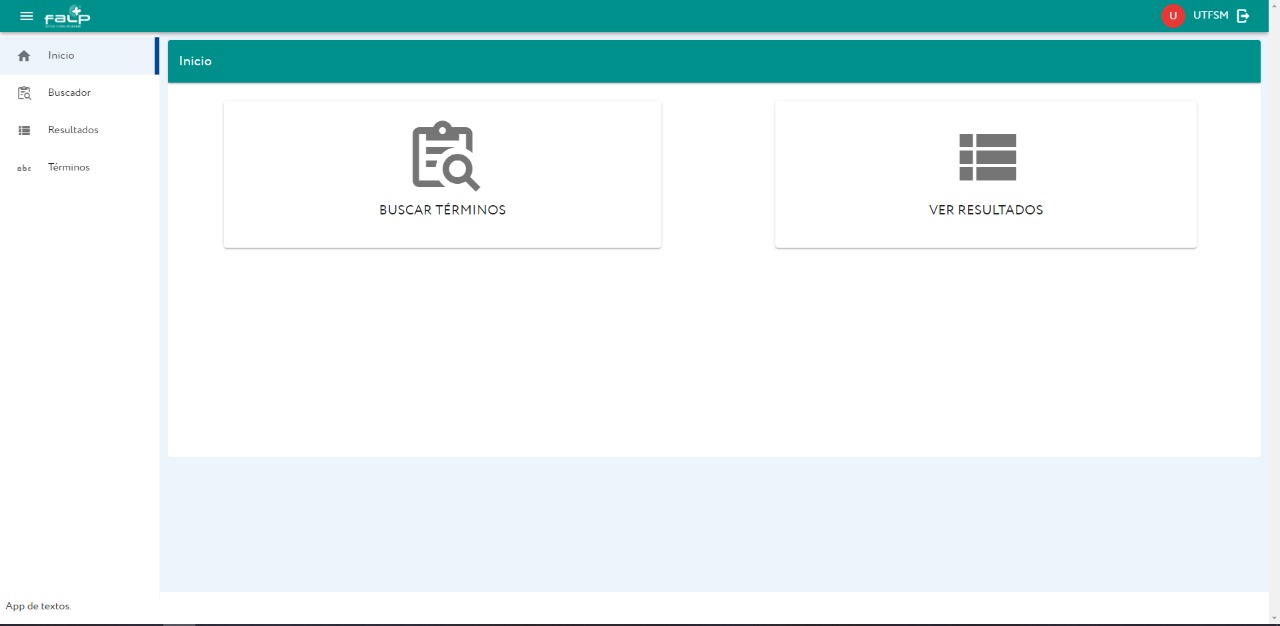 falp
U
UTFSM
Inicio
Buscador
Resultados
abc
Términos
Inicio
BUSCAR TÉRMINOS
VER RESULTADOS
App de textos.